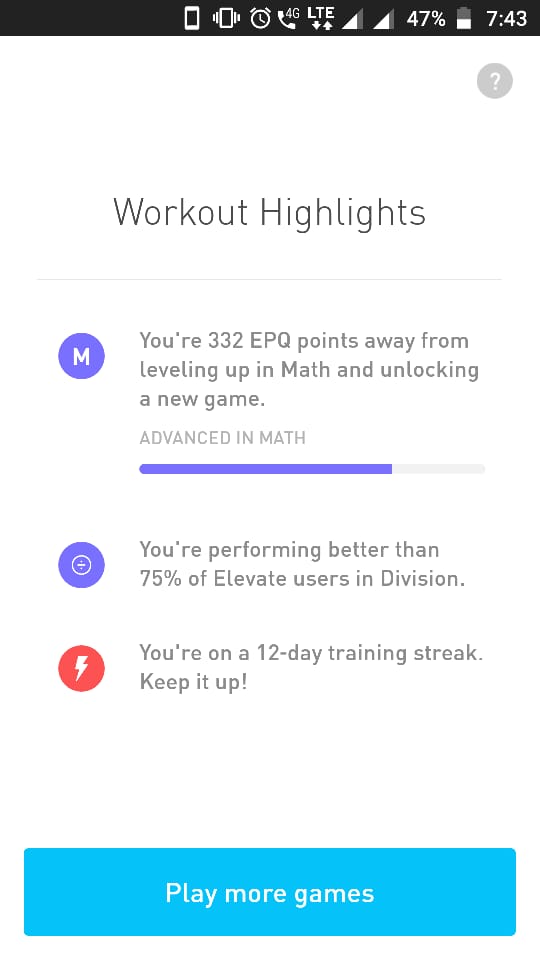 4G LTE 47% 7:43
?
Workout Highlights
M
You're 332 EPQ points away from
leveling up in Math and unlocking
a new game.
ADVANCED IN MATH
You're performing better than
75% of Elevate users in Division.
You're on a 12-day training streak.
Keep it up!
Play more games